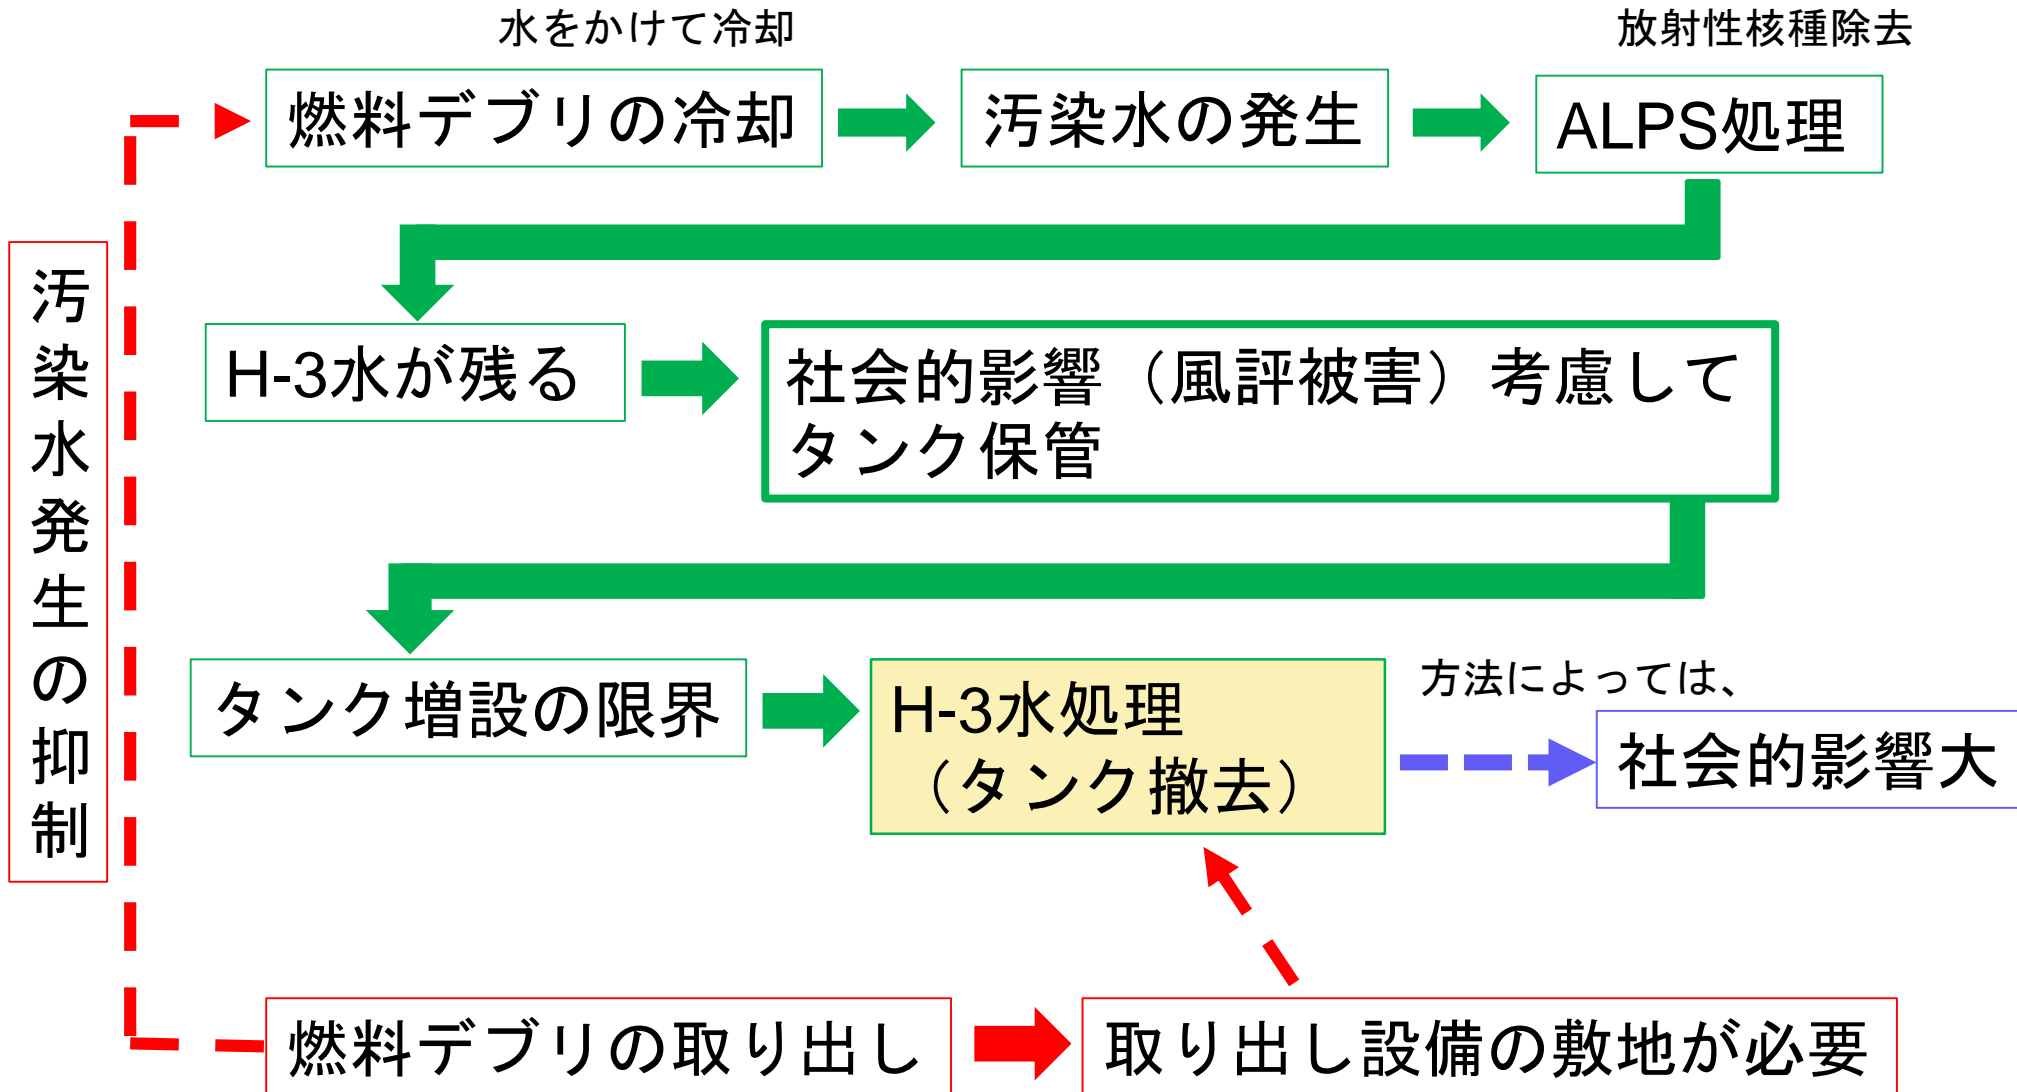 水をかけて冷却
放射性核種除去
燃料デブリの冷却
汚染水の発生
ALPS処理
汚染水発生の抑制
H-3水が残る
社会的影響（風評被害）考慮して
タンク保管
タンク増設の限界
H-3水処理
（タンク撤去）
方法によっては、
社会的影響大
燃料デブリの取り出し
取り出し設備の敷地が必要